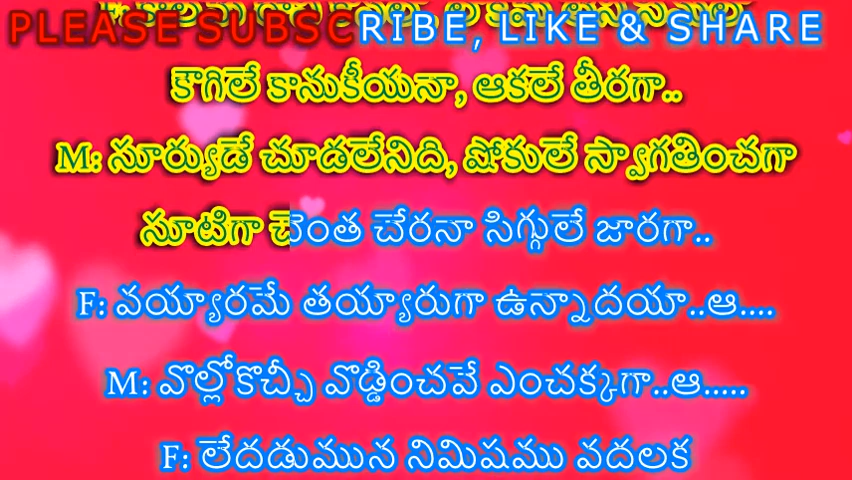 PLEASE SUBSCRIBE, LIKE & SHARE
కౌగిలే కానుకీయనా, ఆకలే తీరగా..
M: సూర్యుడే చూడలేనిది, షోకులే స్వాగతించగా
సూటిగా చెంత చేరనా సిగ్గులే జారగా..
F: వయ్యారమే తయ్యారుగా ఉన్నాదయా..ఆ....
M: వొల్లోకొచ్చీ వొడ్డించవే ఎంచక్కగా..ఆ.....
F: లేదడుమున నిమిషము వదలక